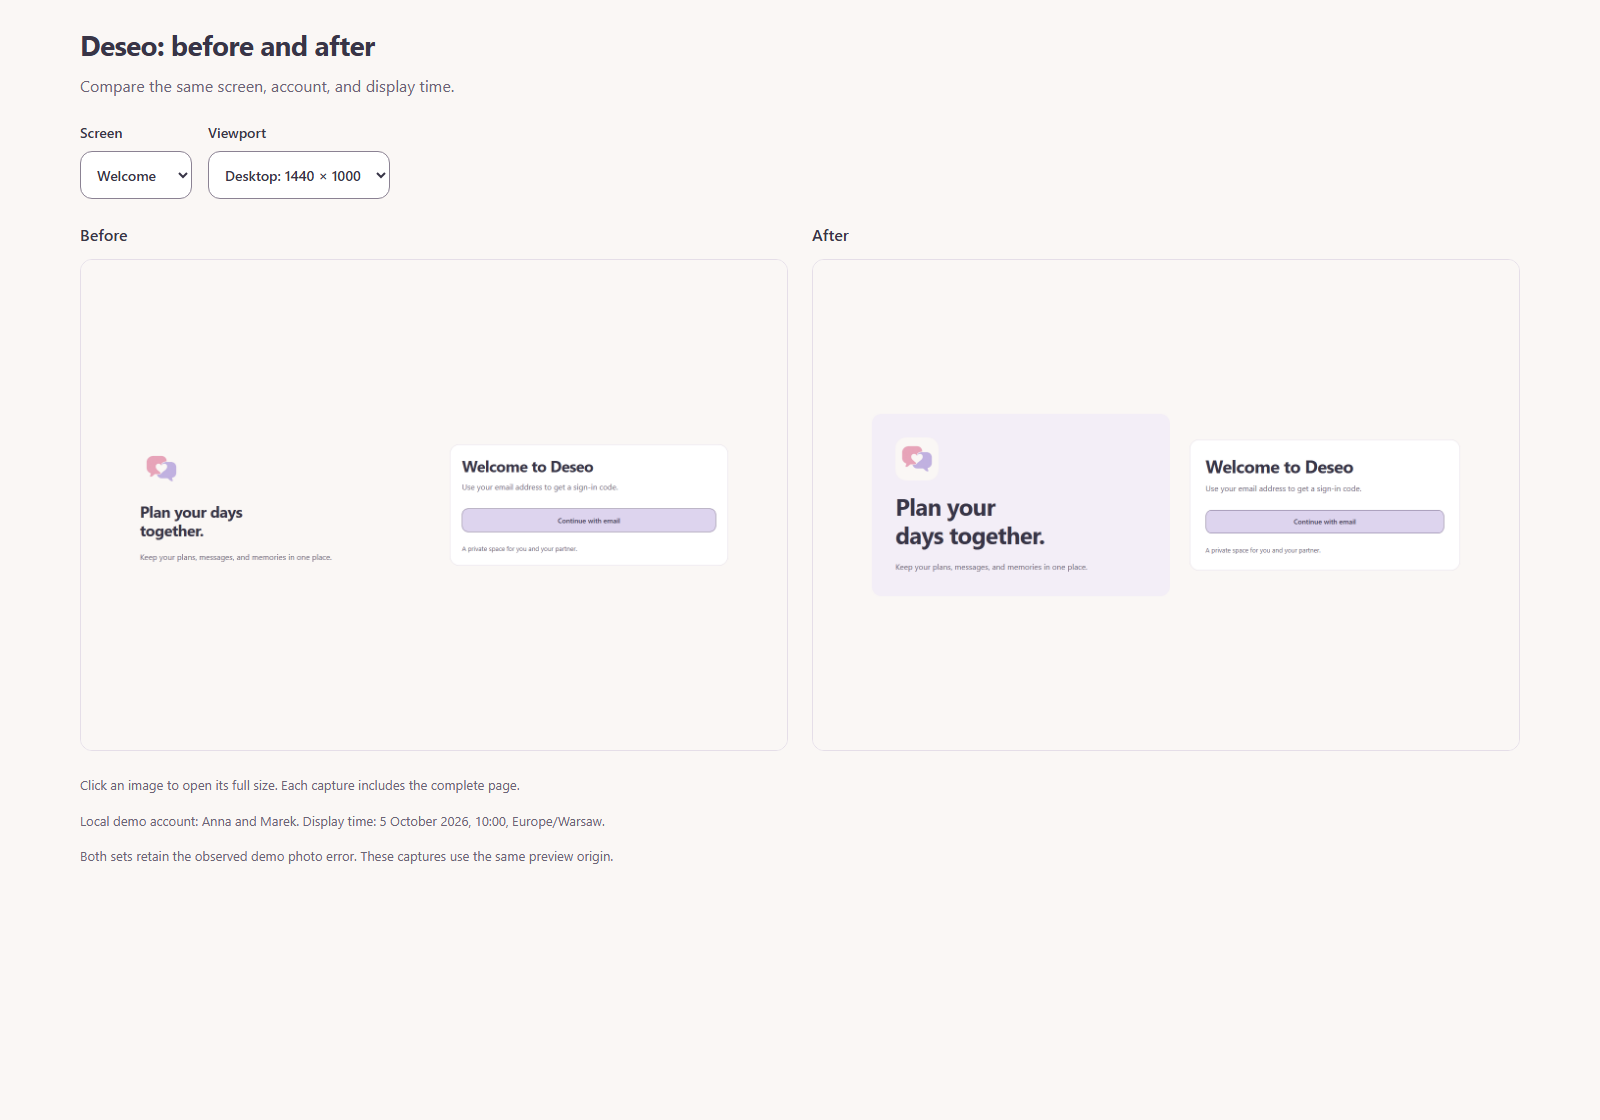 Deseo: before and after
Compare the same screen, account, and display time.
Screen
Viewport
Welcome
Desktop: 1440 × 1000
Before
After
Plan your days
together.
Keep your plans, messages, and memories in one place.
Welcome to Deseo
Use your email address to get a sign-in code.
Continue with email
A private space for you and your partner.
Plan your
days together.
Keep your plans, messages, and memories in one place.
Welcome to Deseo
Use your email address to get a sign-in code.
Continue with email
A private space for you and your partner.
Click an image to open its full size. Each capture includes the complete page.
Local demo account: Anna and Marek. Display time: 5 October 2026, 10:00, Europe/Warsaw.
Both sets retain the observed demo photo error. These captures use the same preview origin.